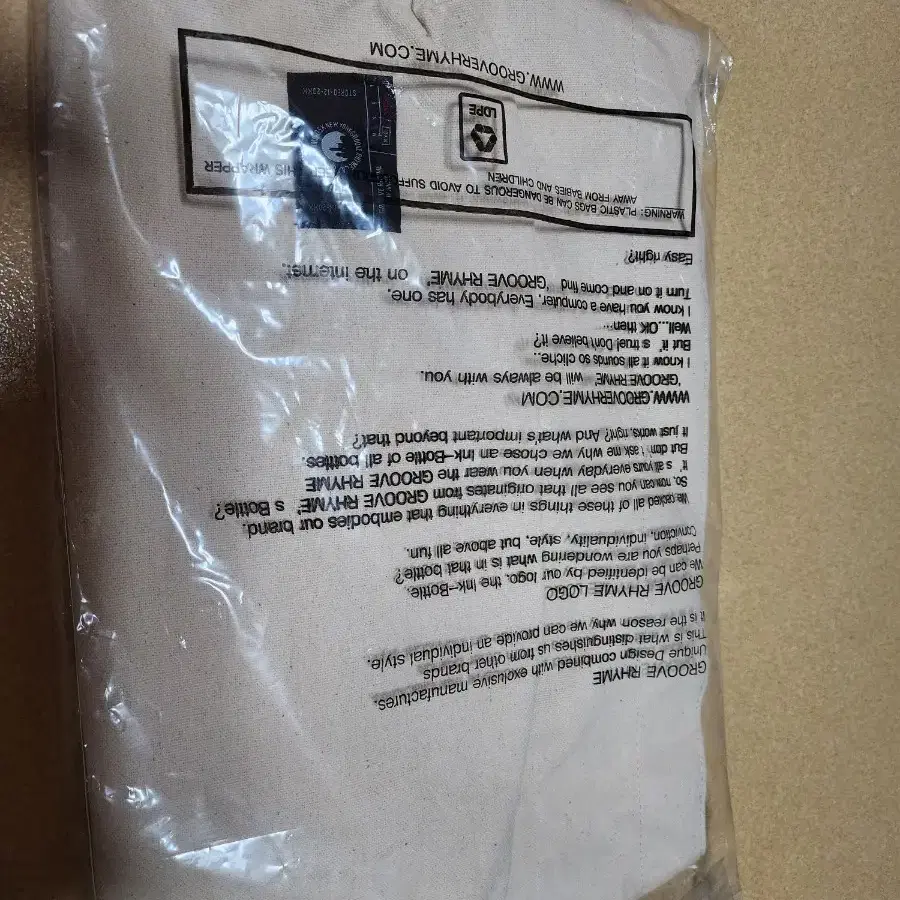 GROOVE RHYME
Unique Design combined with exclusive manufactures.
This is what distinguishes us from other brands
It is the reason why we can provide an individual style.
GROOVE RHYME LOGO
We can be identified by our logo, the Ink-Bottle.
Perhaps you are wondering what is in that bottle?
Conviction, individuality, style, but above all fun.
We packed all of these things in everything that embodies our brand.
So, now can you see all that originates from GROOVE RHYME's Bottle?
It's all yours everyday when you wear the GROOVE RHYME
But don't ask me why we chose an Ink-Bottle of all bottles.
It just works, right? And what's important beyond that?
WWW.GROOVERHYME.COM
'GROOVE RHYME' will be always with you.
I know it all sounds so cliche..
But it's true! Don't believe it?
Well...OK then...
I know you have a computer, Everybody has one.
Turn it on and come find 'GROOVE RHYME' on the internet.
Easy right?
WARNING: PLASTIC BAGS CAN BE DANGEROUS TO AVOID SUFF
HIS WRAPPER
AWAY FROM BABIES AND CHILDREN
LDPE
WWW.GROOVERHYME.COM